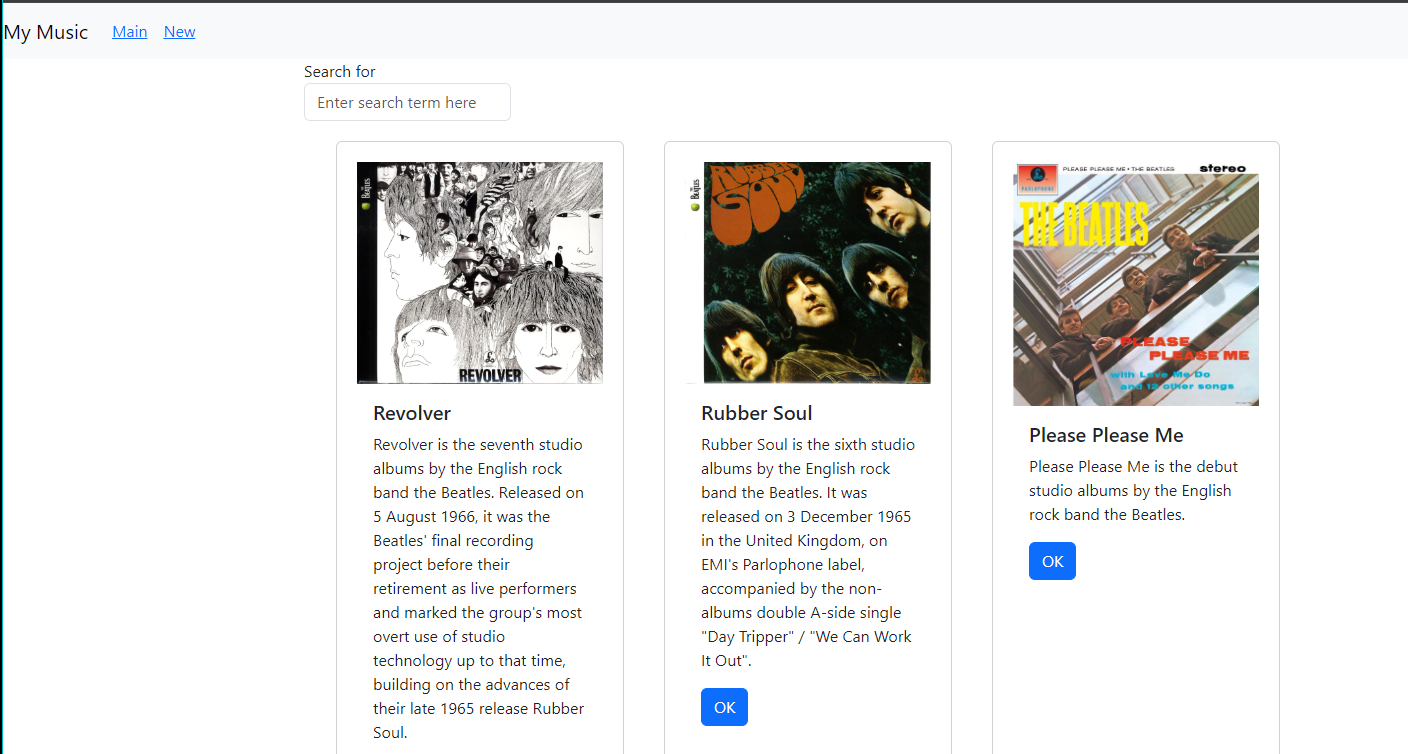 My Music Main New
Search for
Enter search term here
Beatles
REVOLVER
Revolver
Revolver is the seventh studio
albums by the English rock
band the Beatles. Released on
5 August 1966, it was the
Beatles' final recording
project before their
retirement as live performers
and marked the group's most
overt use of studio
technology up to that time,
building on the advances of
their late 1965 release Rubber
Soul.
Beatles
RUBBER
SOUL
Rubber Soul
Rubber Soul is the sixth studio
albums by the English rock
band the Beatles. It was
released on 3 December 1965
in the United Kingdom, on
EMI's Parlophone label,
accompanied by the non-
albums double A-side single
"Day Tripper" / "We Can Work
It Out".
OK
PARLOPHONE
PLEASE PLEASE ME • THE BEATLES
stereo
THE BEATLES
PLEASE
PLEASE ME
with Love Me Do
and 12 other songs
Please Please Me
Please Please Me is the debut
studio albums by the English
rock band the Beatles.
OK